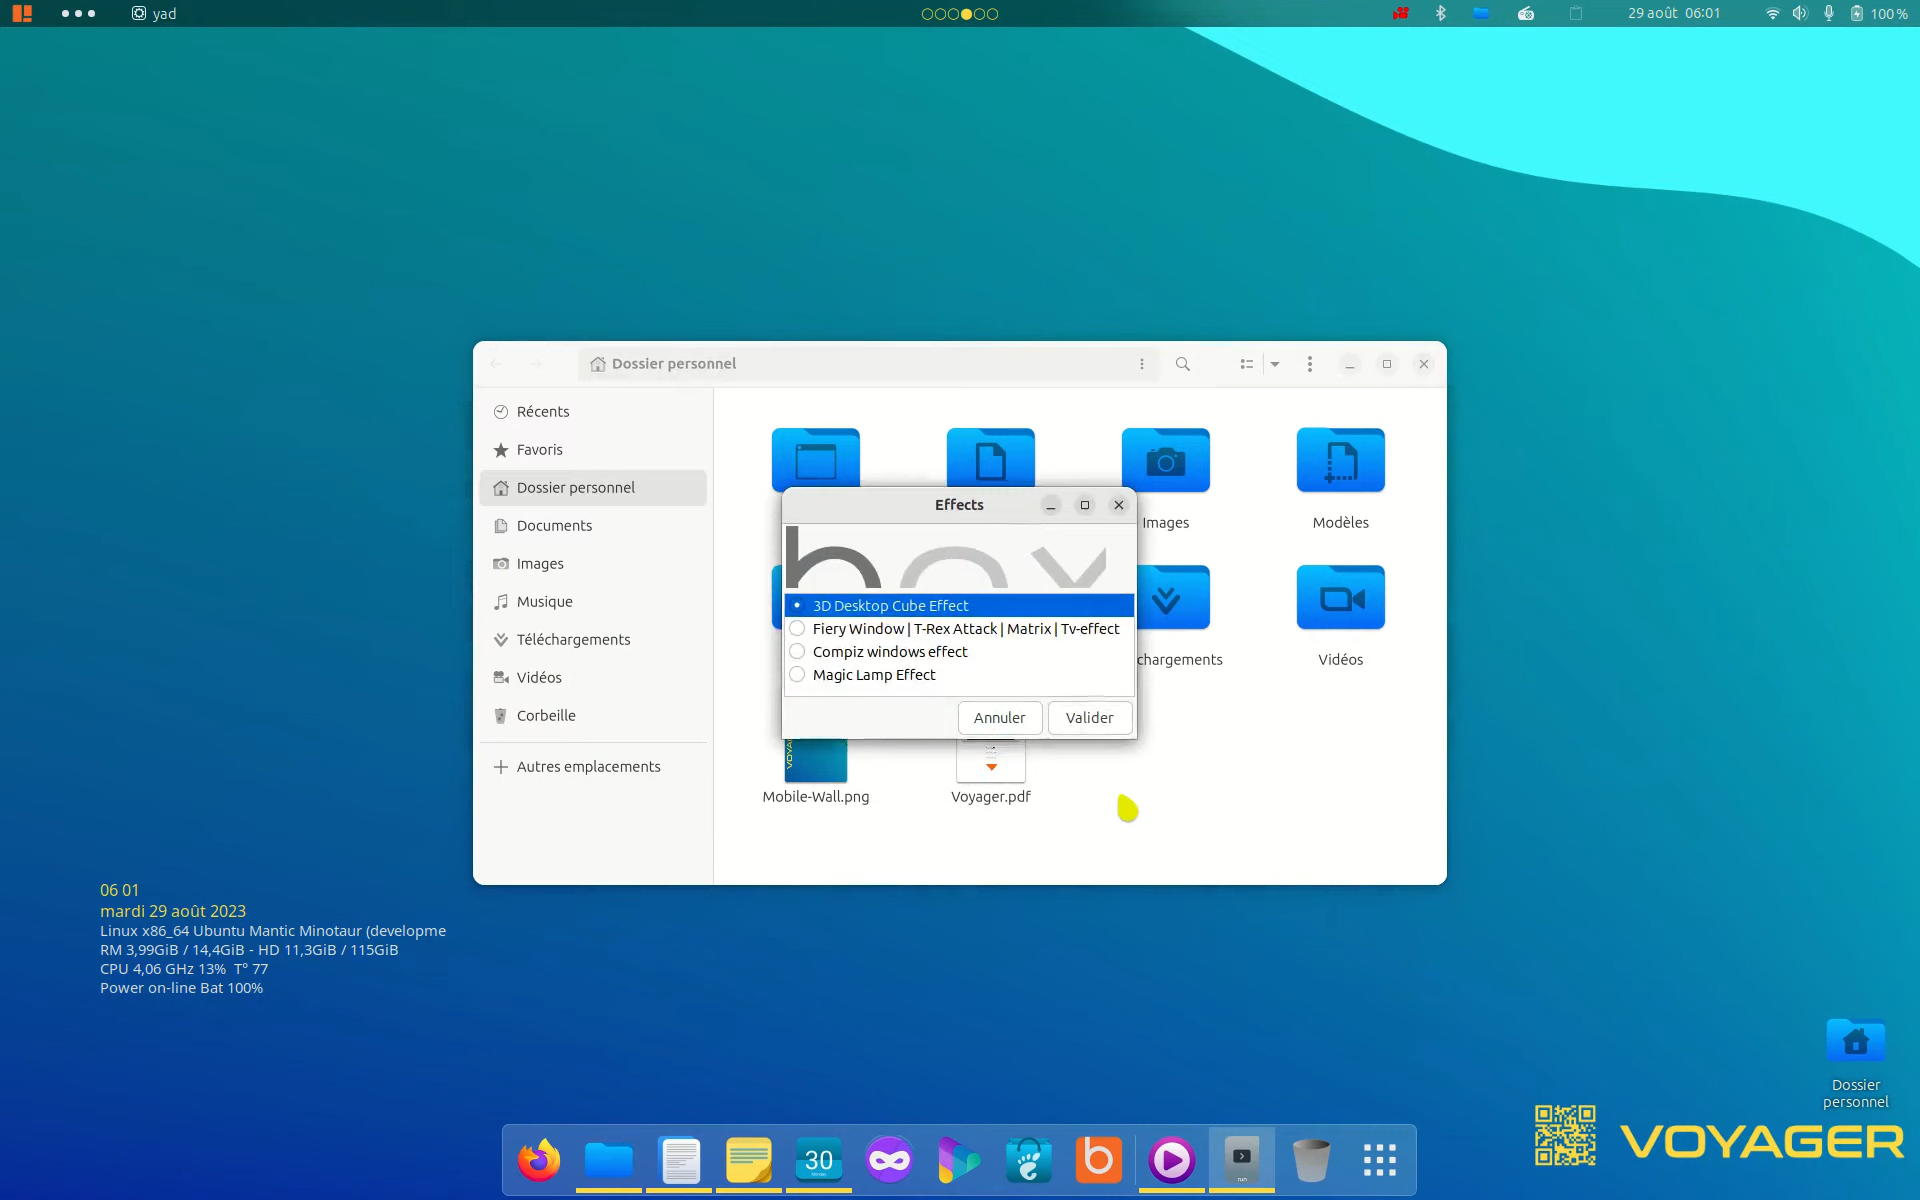 yad
29 août 06:01
100 %
Dossier personnel
Récents
Favoris
Dossier personnel
Documents
Images
Musique
Téléchargements
Vidéos
Corbeille
Autres emplacements
Images
Modèles
chargements
Vidéos
Mobile-Wall.png
Voyager.pdf
Effects
box
3D Desktop Cube Effect
Fiery Window | T-Rex Attack | Matrix | Tv-effect
Compiz windows effect
Magic Lamp Effect
Annuler
Valider
06 01
mardi 29 août 2023
Linux x86_64 Ubuntu Mantic Minotaur (developme
RM 3,99GiB / 14,4GiB - HD 11,3GiB / 115GiB
CPU 4,06 GHz 13% T° 77
Power on-line Bat 100%
Dossier
personnel
VOYAGER
30
b
run